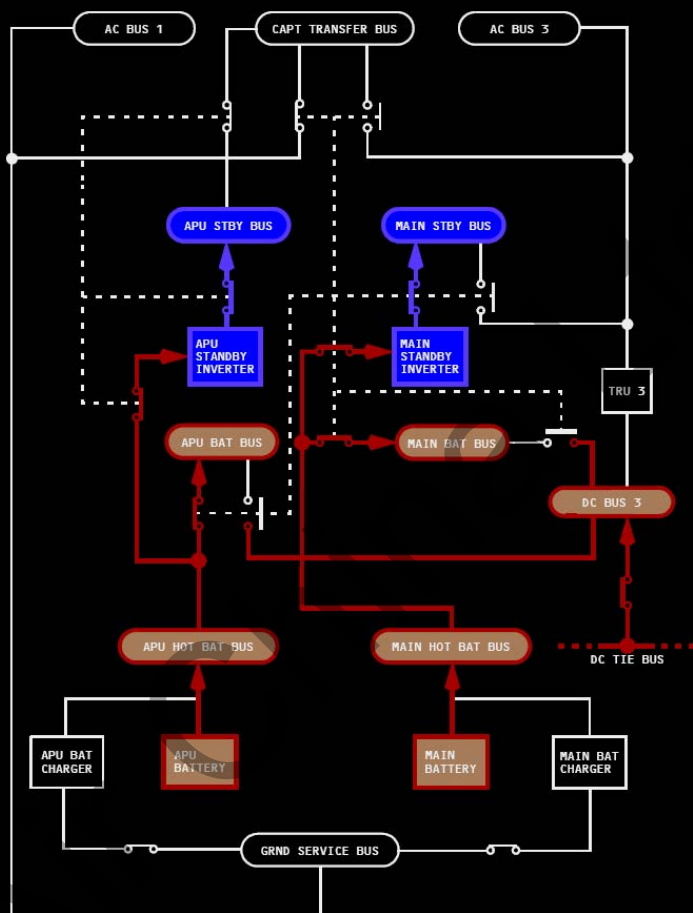 AC BUS 1
CAPT TRANSFER BUS
AC BUS 3
APU STBY BUS
MAIN STBY BUS
APU
STANDBY
INVERTER
MAIN
STANDBY
INVERTER
TRU 3
APU BAT BUS
MAIN BAT BUS
DC BUS 3
APU HOT BAT BUS
MAIN HOT BAT BUS
DC TIE BUS
APU BAT
CHARGER
APU
BATTERY
MAIN
BATTERY
MAIN BAT
CHARGER
GRND SERVICE BUS